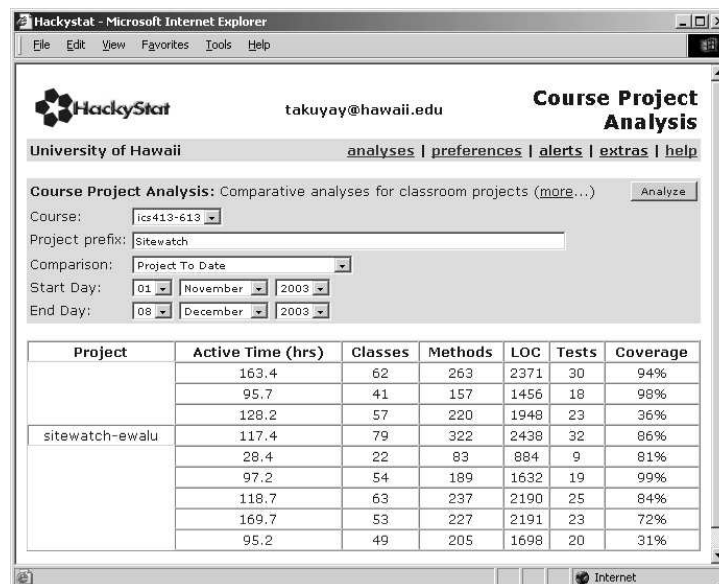 Hackystat - Microsoft Internet Explorer
File Edit View Favorites Tools Help
HackyStat takuyay@hawaii.edu Course Project Analysis
University of Hawaii analyses | preferences | alerts | extras | help
Course Project Analysis: Comparative analyses for classroom projects (more...) Analyze
Course: ics413-613
Project prefix: Sitewatch
Comparison: Project To Date
Start Day: 01 November 2003
End Day: 08 December 2003
Project Active Time (hrs) Classes Methods LOC Tests Coverage
163.4 62 263 2371 30 94%
95.7 41 157 1456 18 98%
128.2 57 220 1948 23 36%
sitewatch-ewalu 117.4 79 322 2438 32 86%
28.4 22 83 884 9 81%
97.2 54 189 1632 19 99%
118.7 63 237 2190 25 84%
169.7 53 227 2191 23 72%
95.2 49 205 1698 20 31%
Internet